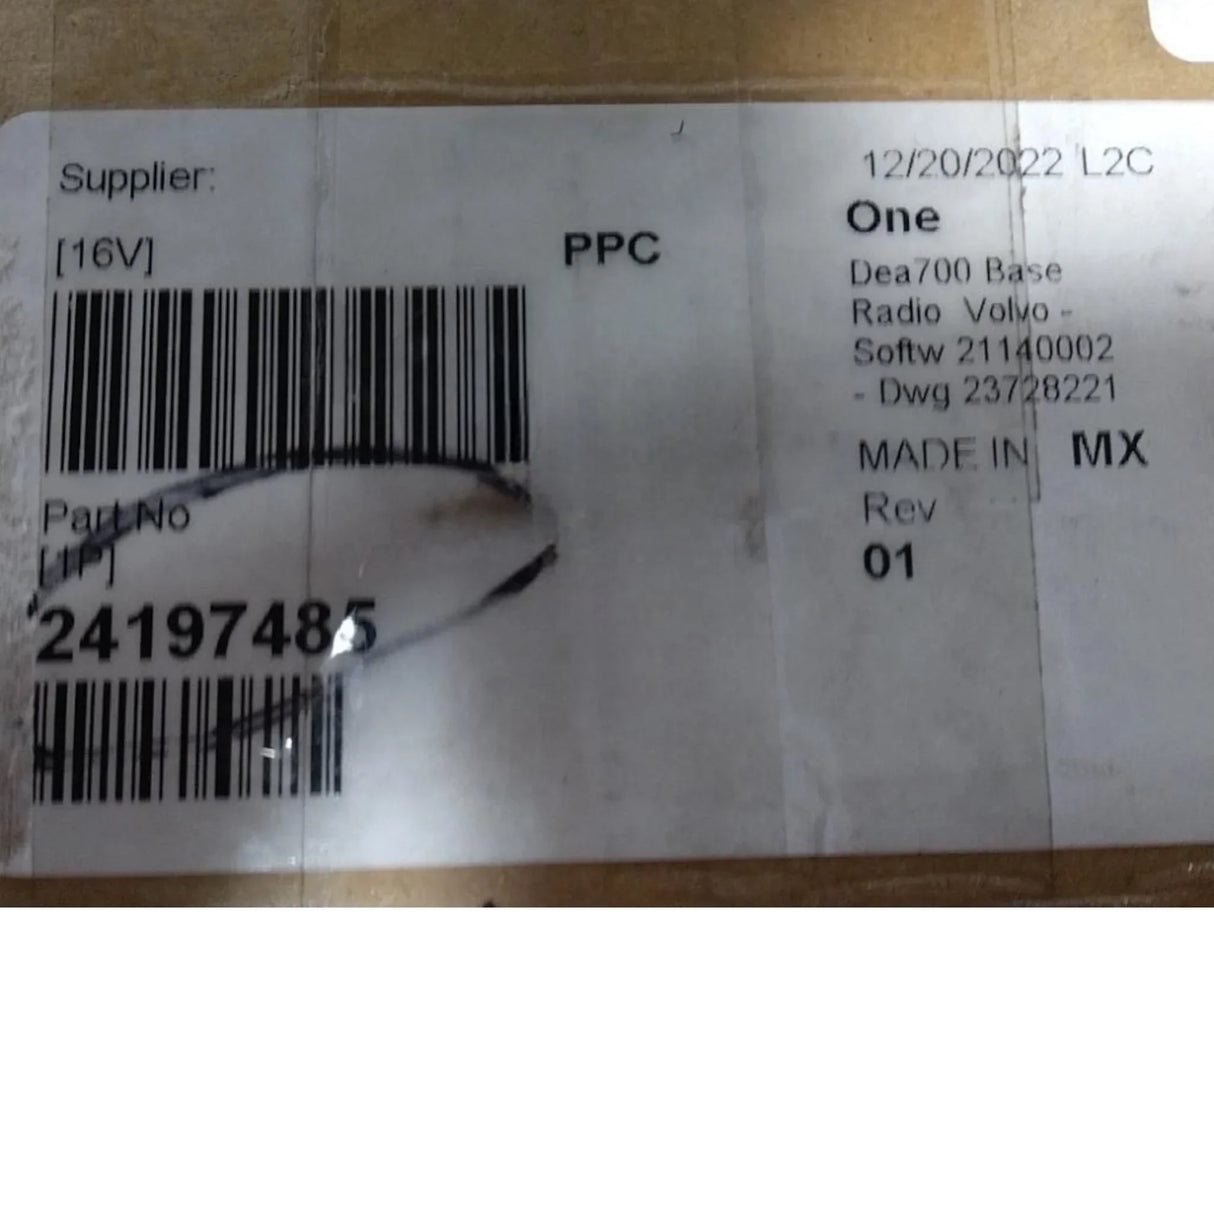 Supplier:
[16V]
PPC
Part No
[1P]
24197485
12/20/2022 L2C
One
Dea700 Base
Radio Volvo -
Softw 21140002
- Dwg 23728221
MADE IN MX
Rev
01